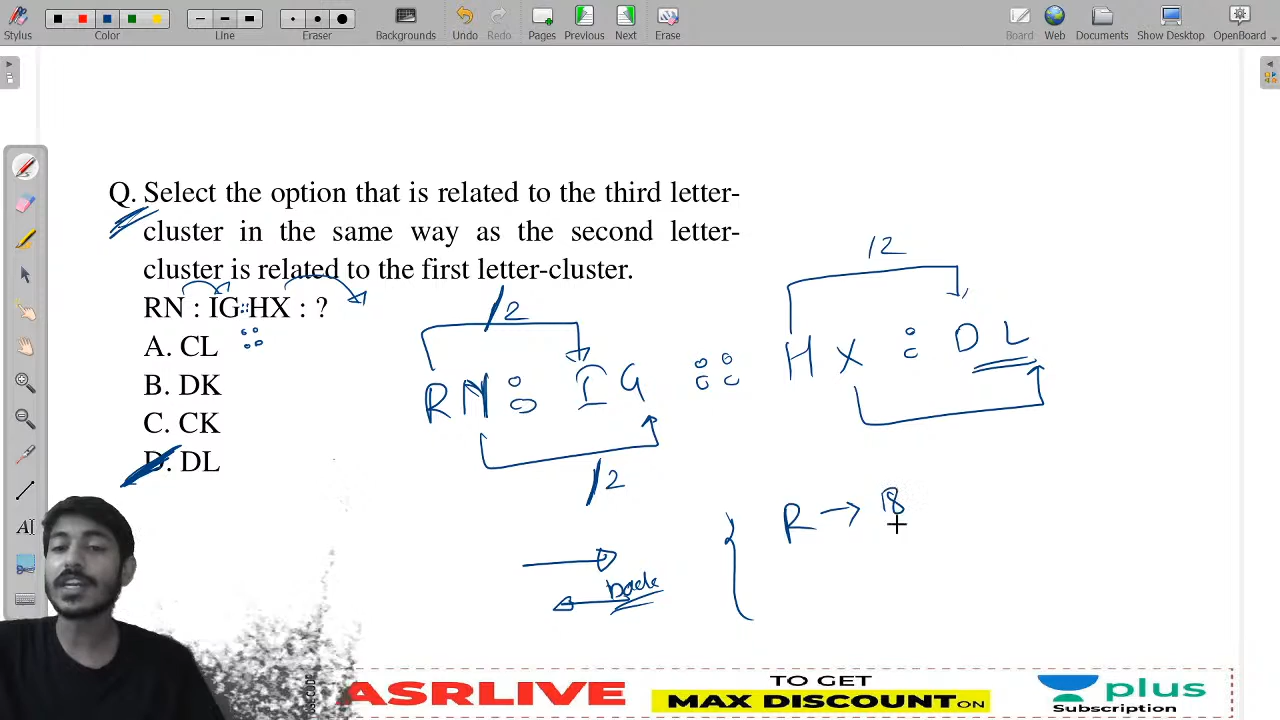 Stylus Color Line Eraser Backgrounds Undo Redo Pages Previous Next Erase Board Web Documents Show Desktop OpenBoard
Q. Select the option that is related to the third letter-
cluster in the same way as the second letter-
cluster is related to the first letter-cluster.
RN : IG :: HX : ?
A. CL
B. DK
C. CK
D. DL
/2
12
RN : IG :: HX : DL
/2
R → 18
Back
TO GET
ASRLIVE
MAX DISCOUNT ON
plus
Subscription